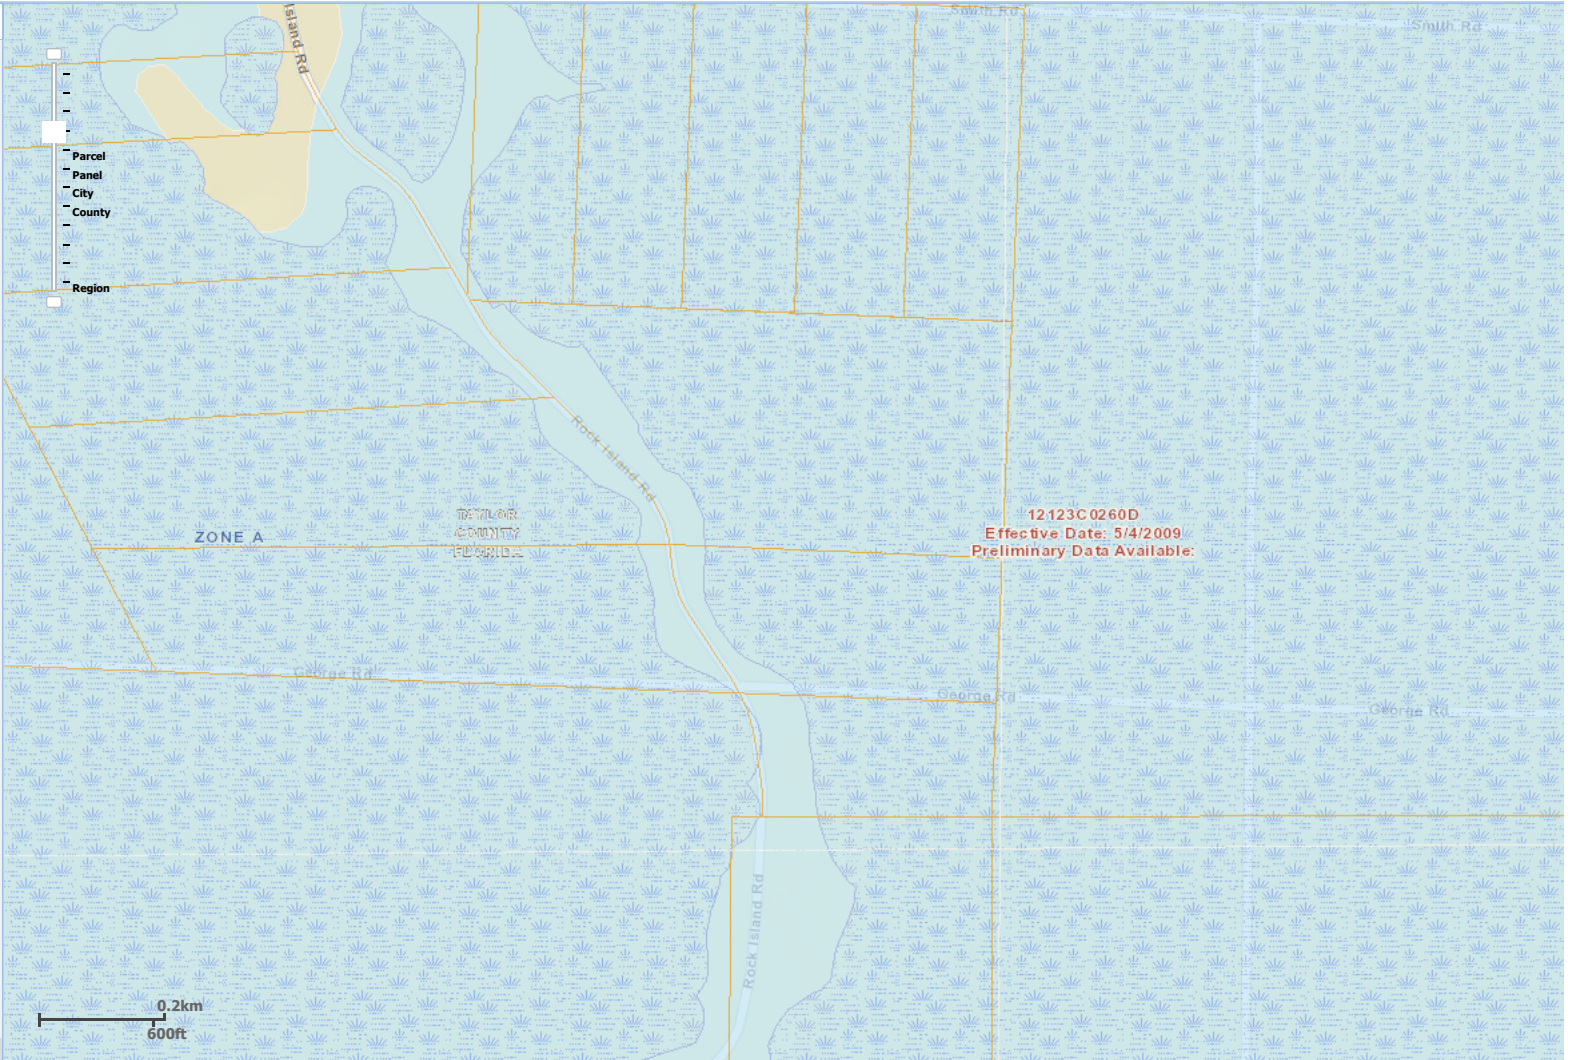 Island Rd
Smith Rd
Smith Rd
Parcel
Panel
City
County
Region
Rock Island Rd
ZONE A
TAYLOR
COUNTY
FLORIDA
12123C0260D
Effective Date: 5/4/2009
Preliminary Data Available:
George Rd
George Rd
George Rd
Rock Island Rd
0.2km
600ft